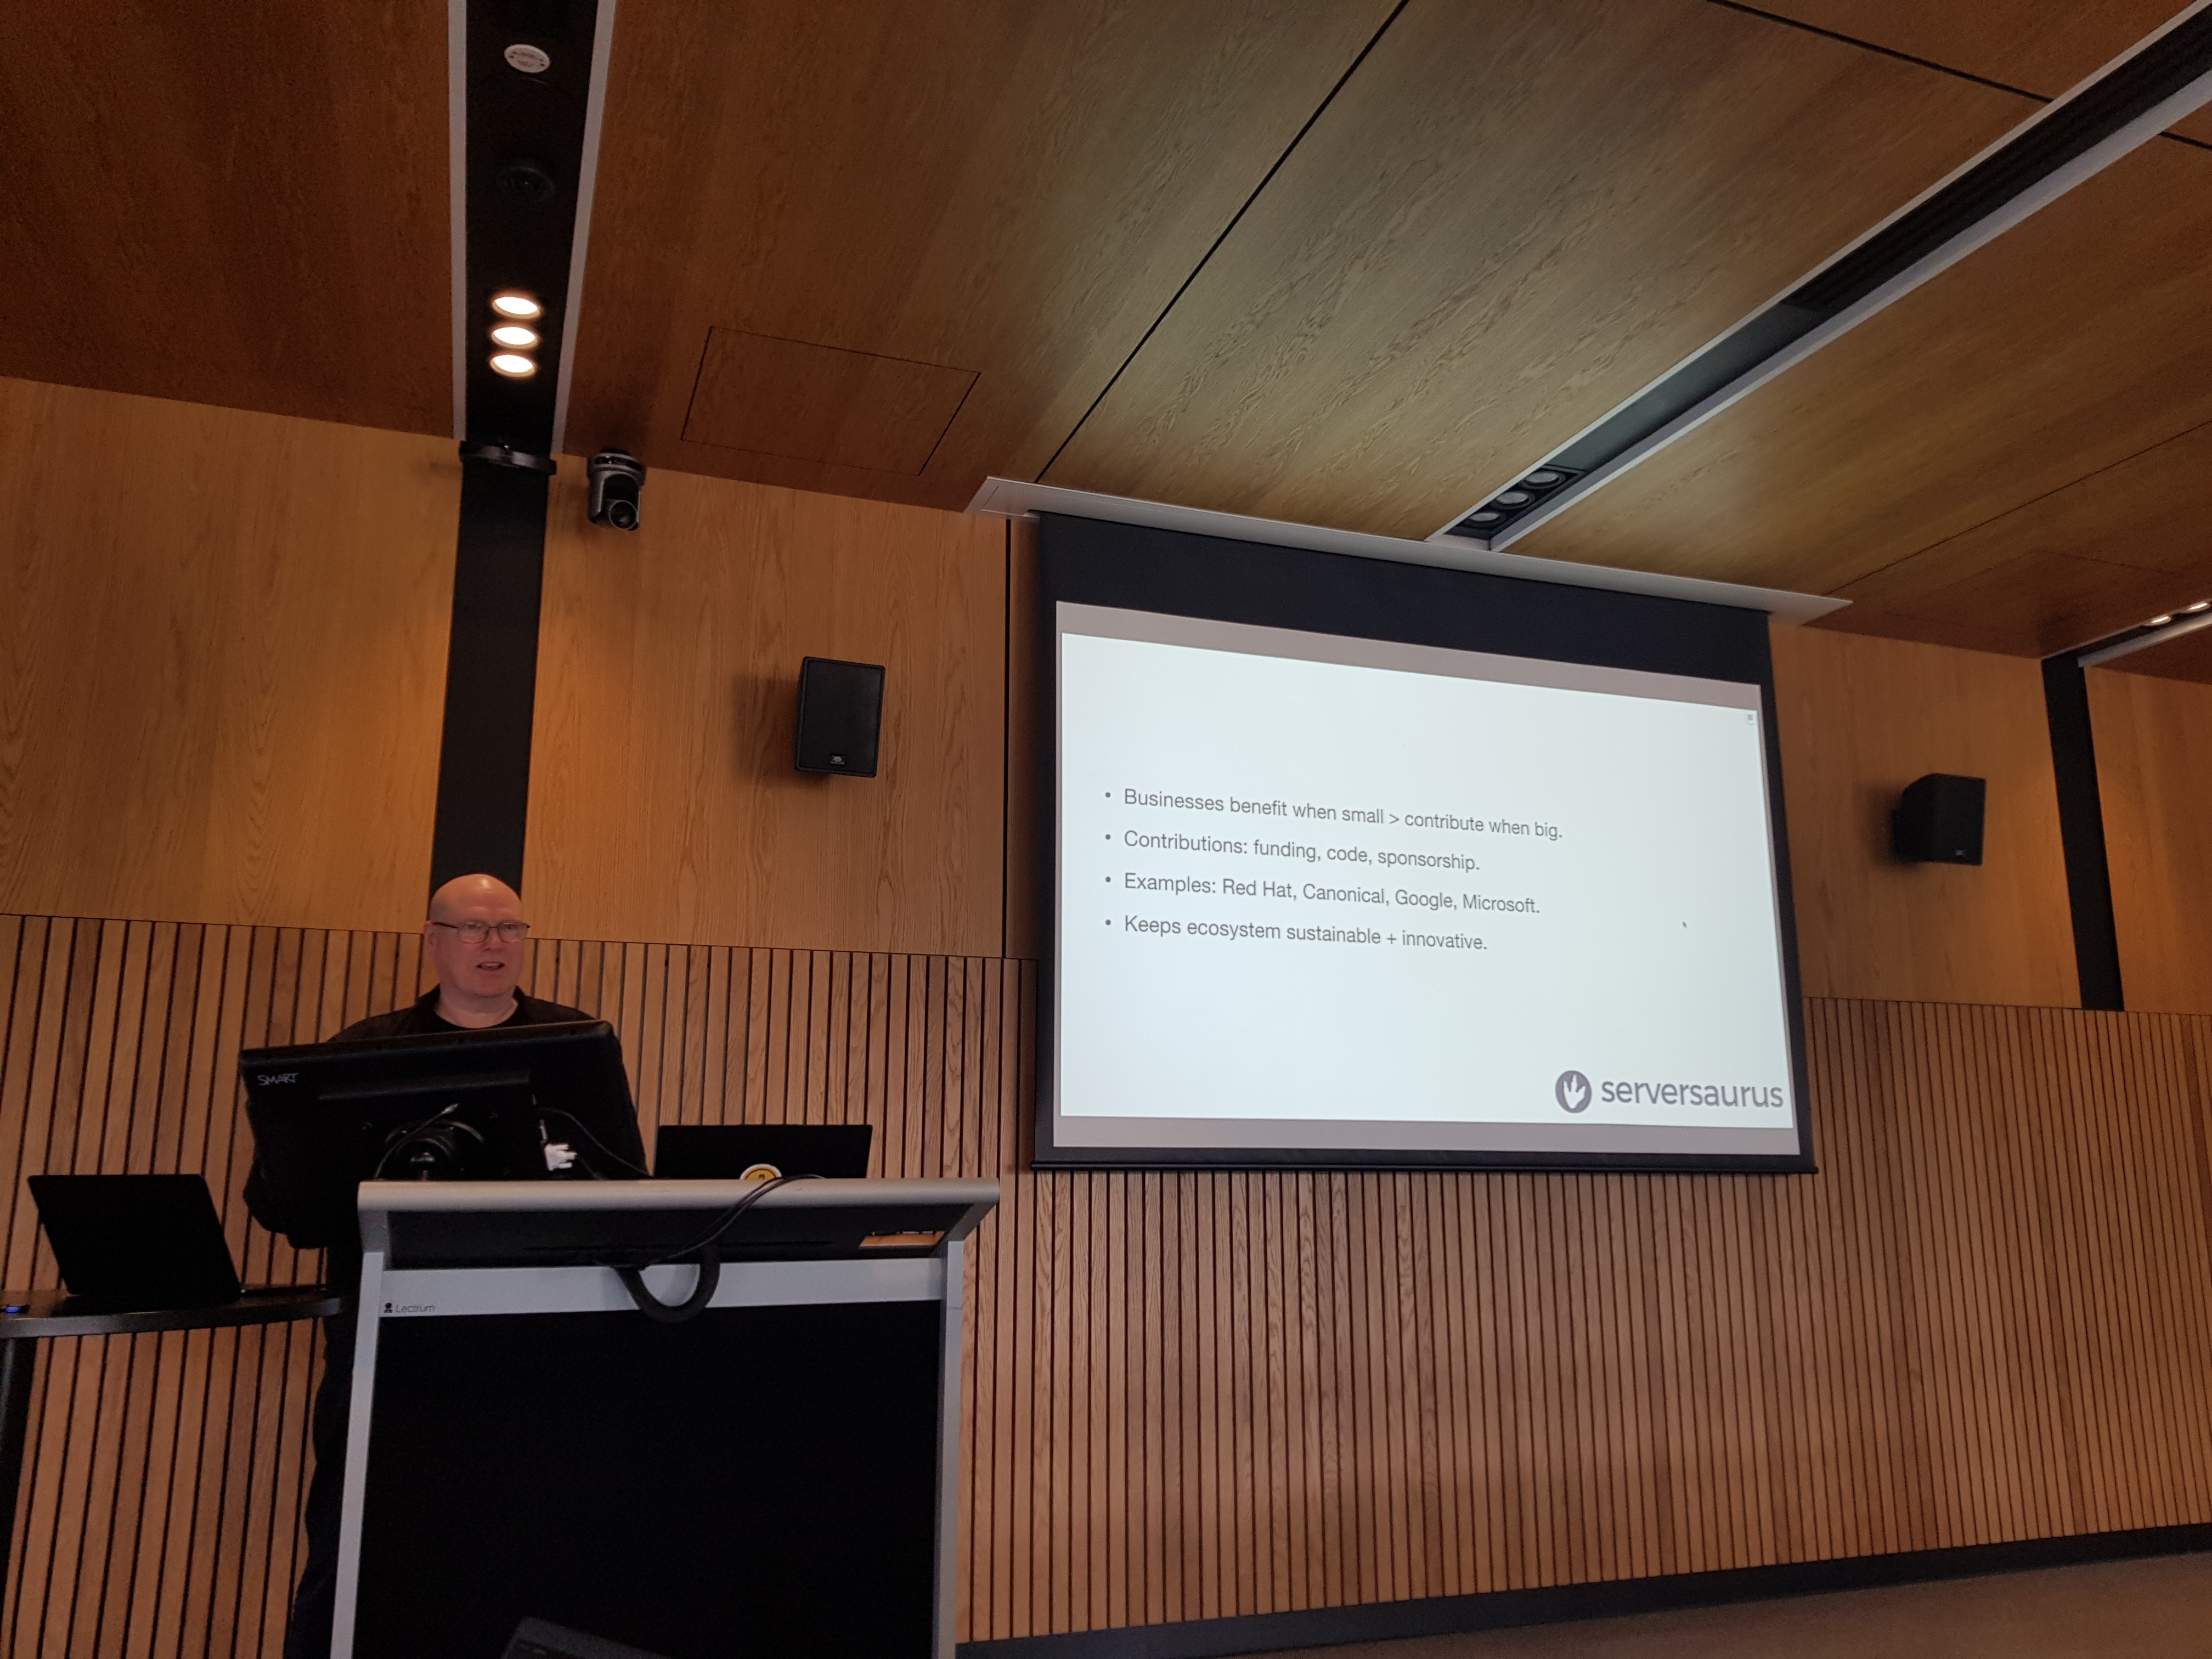 • Businesses benefit when small > contribute when big.
• Contributions: funding, code, sponsorship.
• Examples: Red Hat, Canonical, Google, Microsoft.
• Keeps ecosystem sustainable + innovative.
serversaurus
SMART
Lectrum